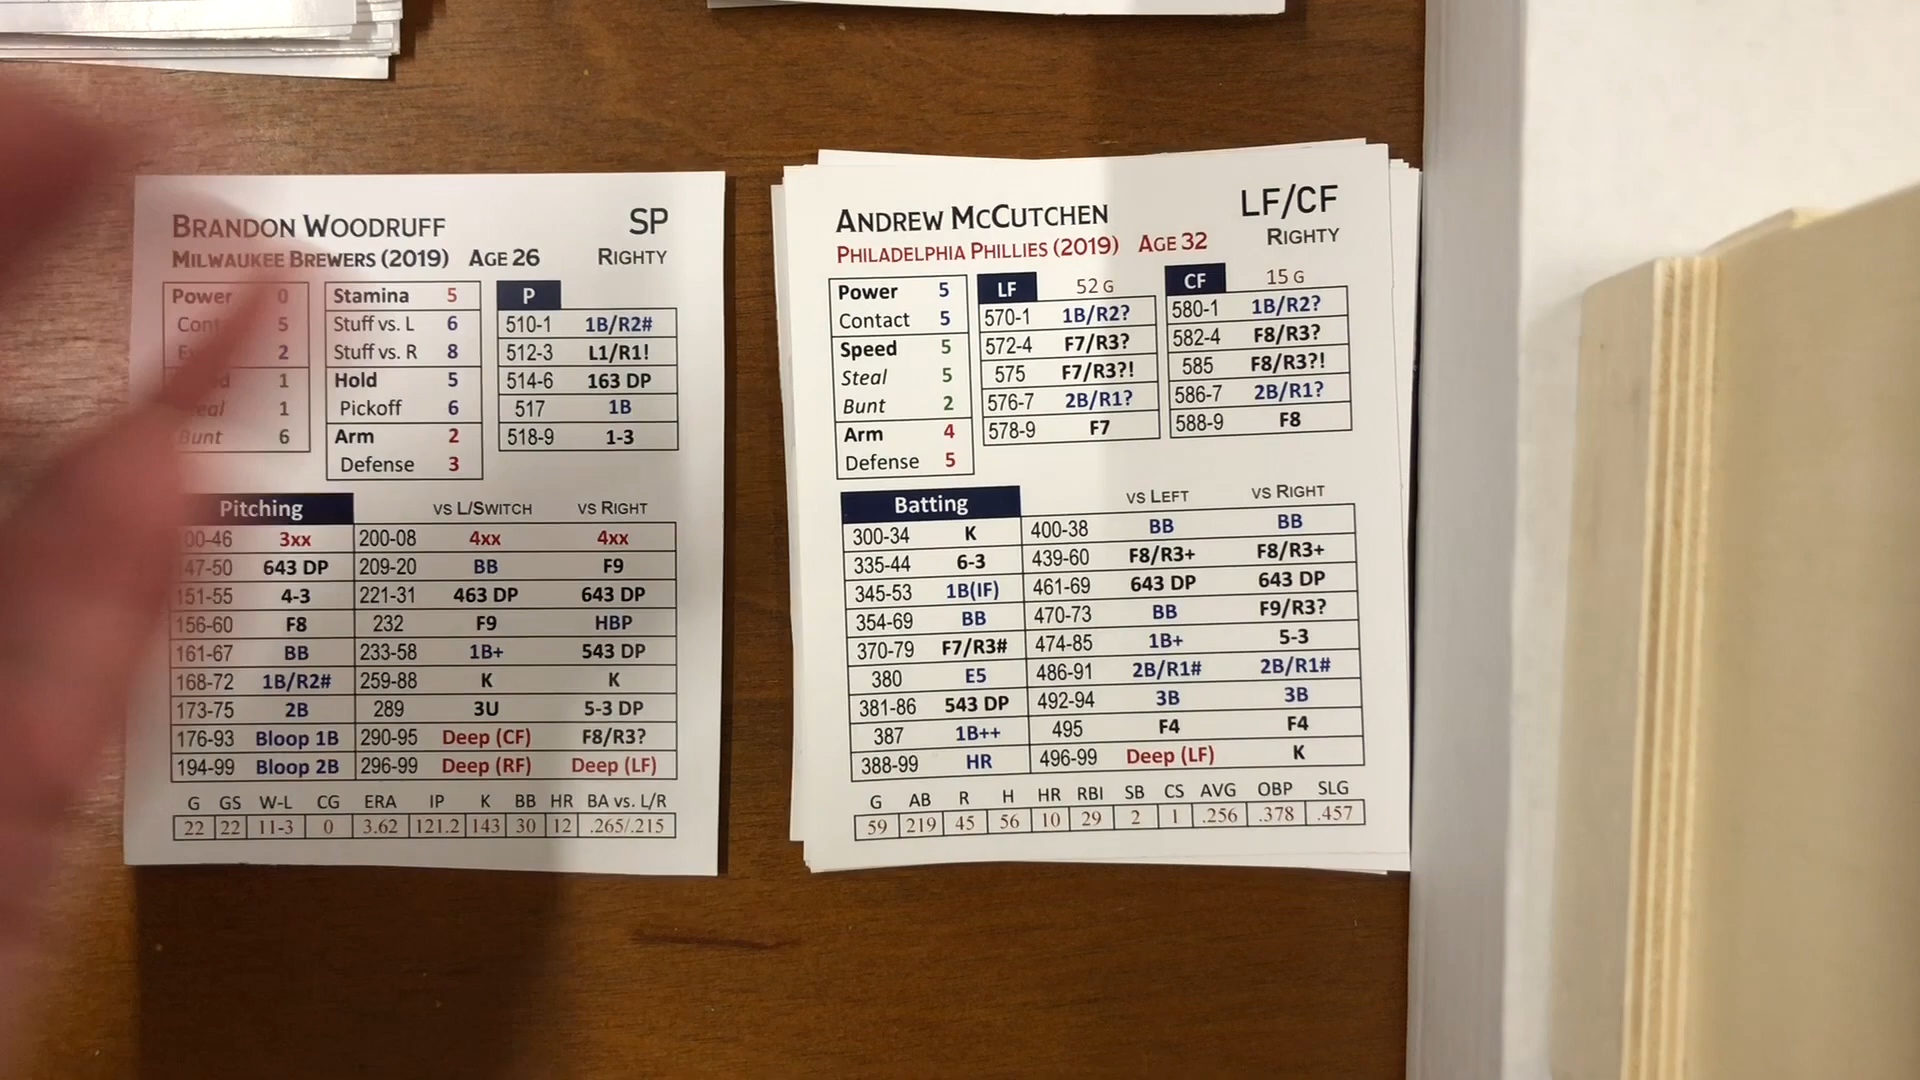 BRANDON WOODRUFF SP
MILWAUKEE BREWERS (2019) AGE 26 RIGHTY
Power 0
5
2
1
1
Bunt 6
Stamina 5
Stuff vs. L 6
Stuff vs. R 8
Hold 5
Pickoff 6
Arm 2
Defense 3
P
510-1 1B/R2#
512-3 L1/R1!
514-6 163 DP
517 1B
518-9 1-3
Pitching VS L/SWITCH VS RIGHT
3xx 200-08 4xx 4xx
643 DP 209-20 BB F9
151-55 4-3 221-31 463 DP 643 DP
156-60 F8 232 F9 HBP
161-67 BB 233-58 1B+ 543 DP
168-72 1B/R2# 259-88 K K
173-75 2B 289 3U 5-3 DP
176-93 Bloop 1B 290-95 Deep (CF) F8/R3?
194-99 Bloop 2B 296-99 Deep (RF) Deep (LF)
G GS W-L CG ERA IP K BB HR BA vs. L/R
22 22 11-3 0 3.62 121.2 143 30 12 .265/.215
ANDREW MCCUTCHEN LF/CF
PHILADELPHIA PHILLIES (2019) AGE 32 RIGHTY
Power 5
Contact 5
Speed 5
Steal 5
Bunt 2
Arm 4
Defense 5
LF 52 G
570-1 1B/R2?
572-4 F7/R3?
575 F7/R3?!
576-7 2B/R1?
578-9 F7
CF 15 G
580-1 1B/R2?
582-4 F8/R3?
585 F8/R3?!
586-7 2B/R1?
588-9 F8
Batting VS LEFT VS RIGHT
300-34 K 400-38 BB BB
335-44 6-3 439-60 F8/R3+ F8/R3+
345-53 1B(IF) 461-69 643 DP 643 DP
354-69 BB 470-73 BB F9/R3?
370-79 F7/R3# 474-85 1B+ 5-3
380 E5 486-91 2B/R1# 2B/R1#
381-86 543 DP 492-94 3B 3B
387 1B++ 495 F4 F4
388-99 HR 496-99 Deep (LF) K
G AB R H HR RBI SB CS AVG OBP SLG
59 219 45 56 10 29 2 1 .256 .378 .457